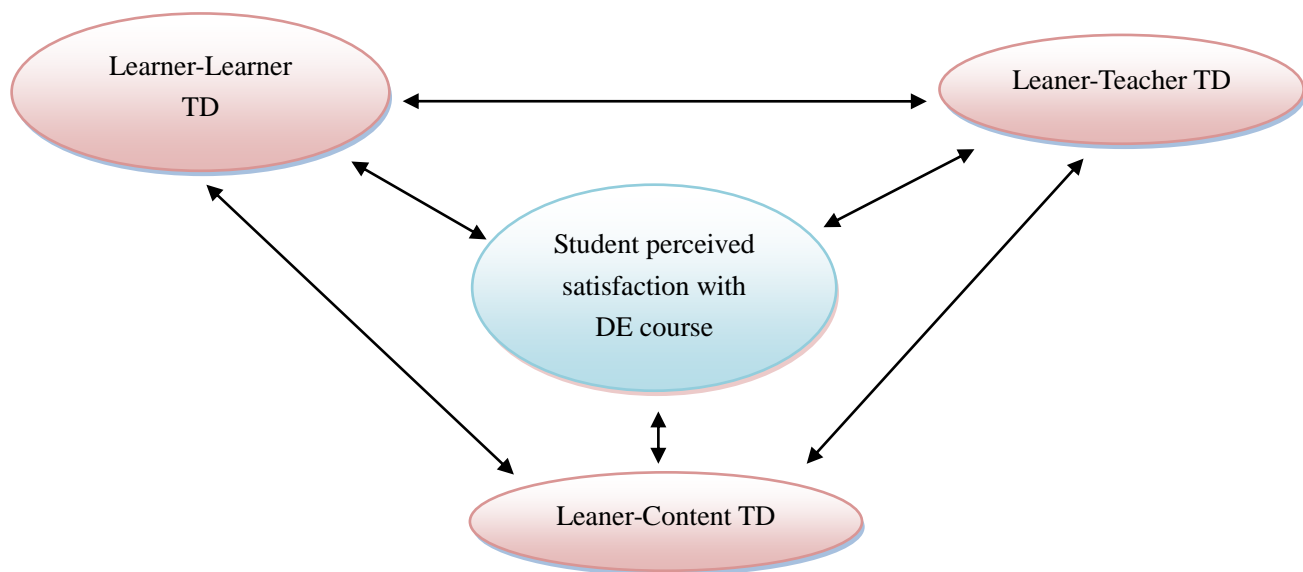 Learner-Learner
TD
Leaner-Teacher TD
Student perceived
satisfaction with
DE course
Leaner-Content TD